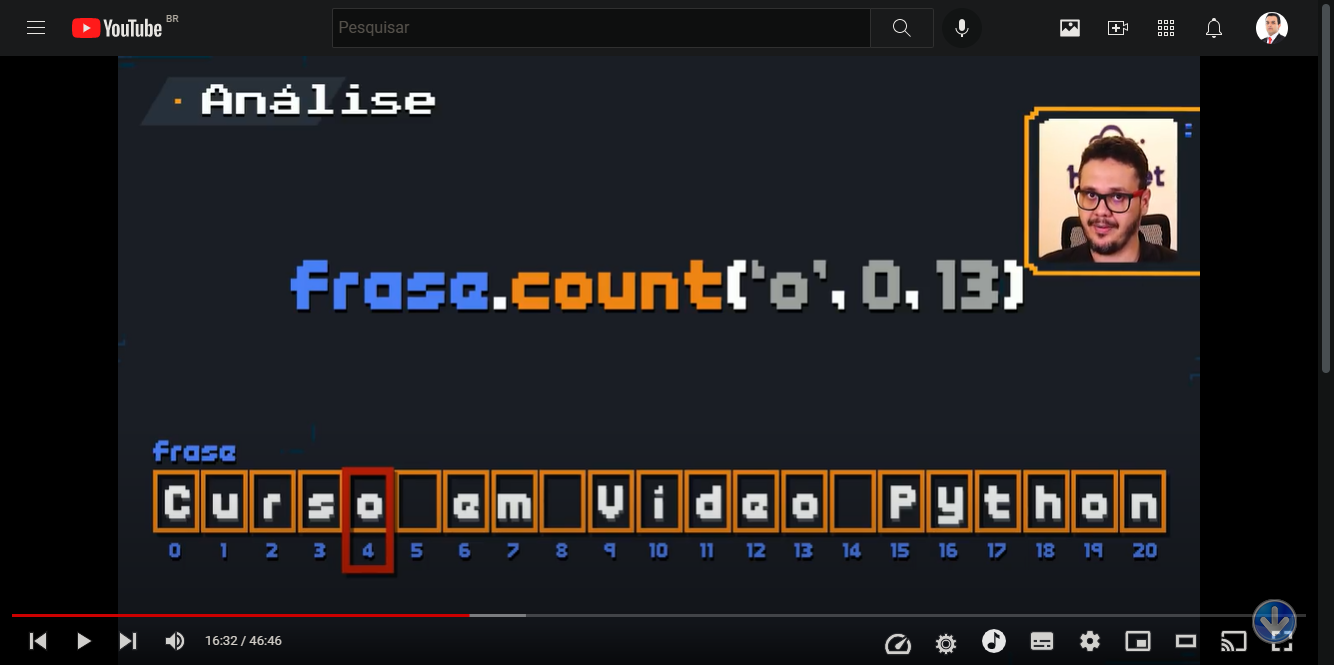 YouTube BR
Pesquisar
Análise
frase.count('o', 0, 13)
frase
C u r s o e m V í d e o P y t h o n
0 1 2 3 4 5 6 7 8 9 10 11 12 13 14 15 16 17 18 19 20
16:32 / 46:46